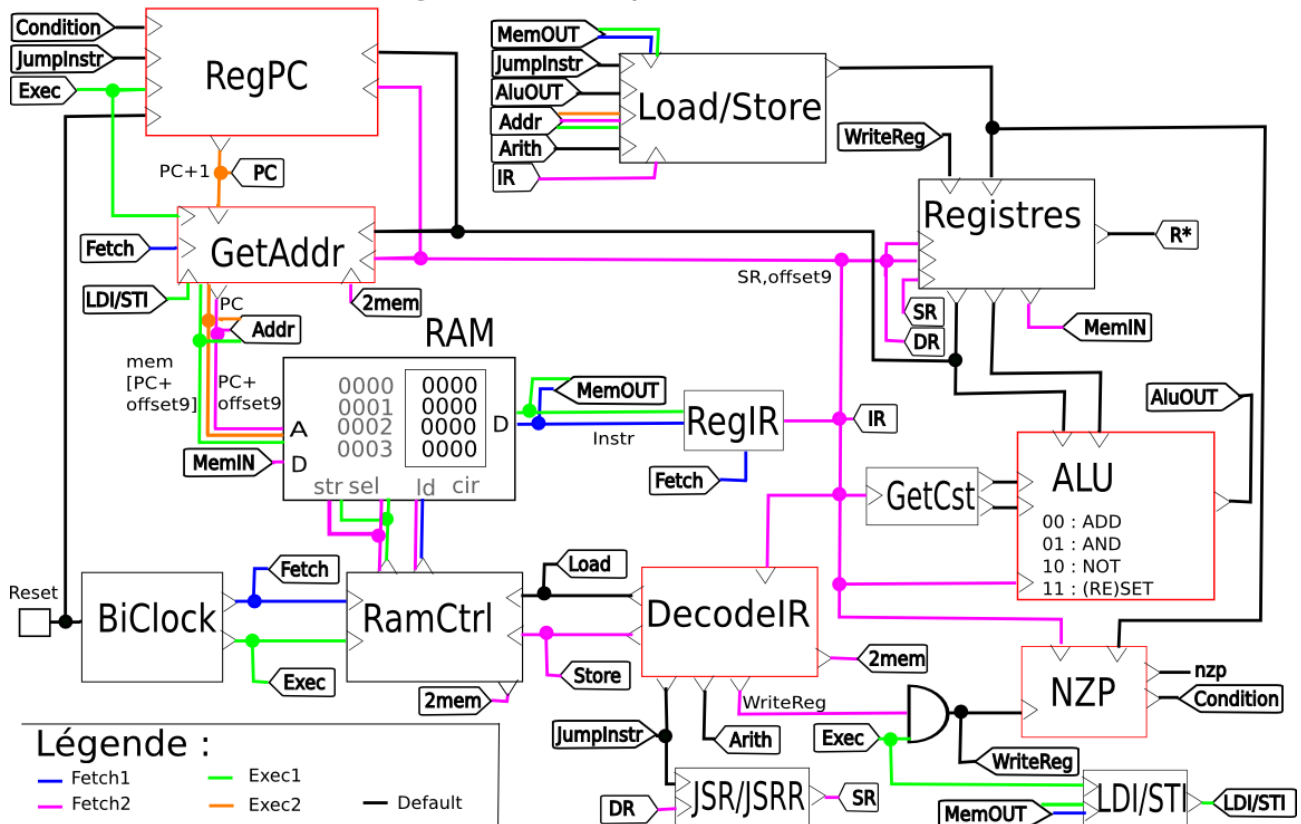 Condition
JumpInstr
Exec
RegPC
PC+1
PC
MemOUT
JumpInstr
AluOUT
Addr
Arith
IR
Load/Store
WriteReg
Registres
R*
Fetch
GetAddr
LDI/STI
PC
Addr
2mem
SR,offset9
SR
DR
MemIN
RAM
mem
[PC+
offset9]
PC+
offset9
0000
0001
0002
0003
0000
0000
0000
0000
A
D
D
MemIN
str sel ld cir
MemOUT
Instr
RegIR
Fetch
IR
AluOUT
GetCst
ALU
00 : ADD
01 : AND
10 : NOT
11 : (RE)SET
Reset
BiClock
Fetch
Exec
RamCtrl
2mem
Load
Store
DecodeIR
2mem
WriteReg
JumpInstr
Arith
Exec
WriteReg
NZP
nzp
Condition
DR
JSR/JSRR
SR
MemOUT
LDI/STI
LDI/STI
Légende :
Fetch1
Exec1
Fetch2
Exec2
Default